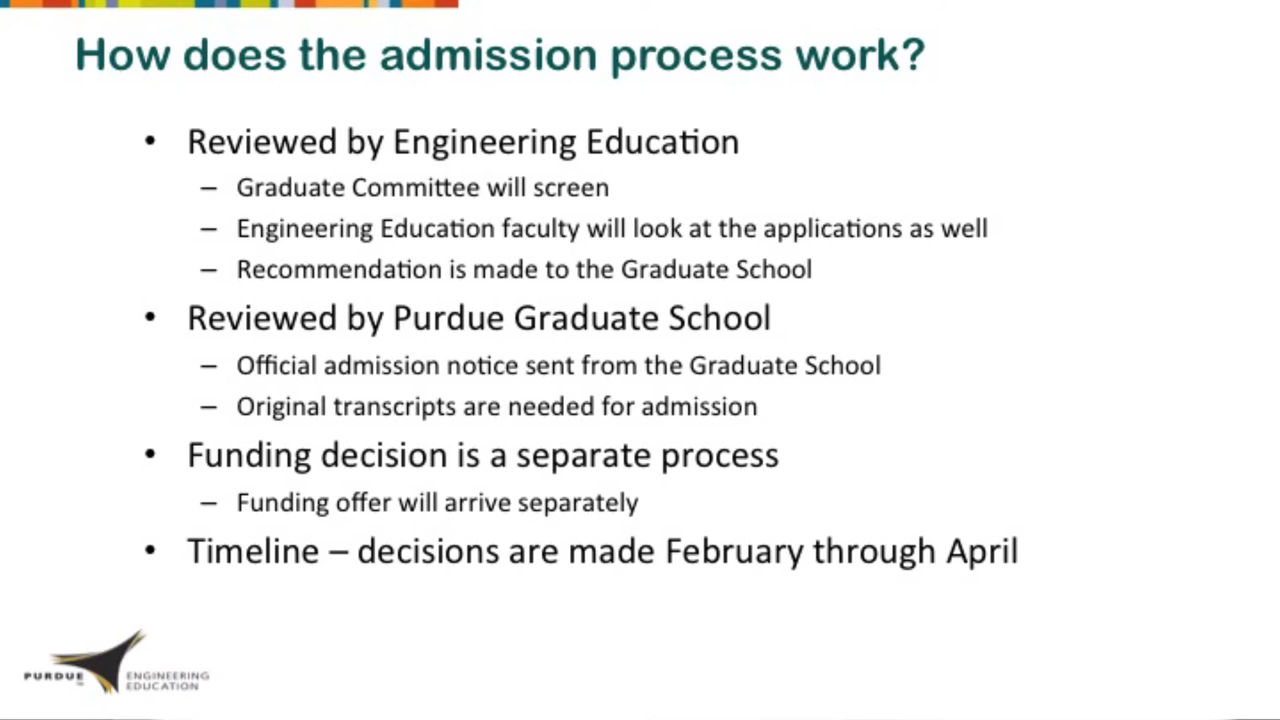 How does the admission process work?
• Reviewed by Engineering Education
– Graduate Committee will screen
– Engineering Education faculty will look at the applications as well
– Recommendation is made to the Graduate School
• Reviewed by Purdue Graduate School
– Official admission notice sent from the Graduate School
– Original transcripts are needed for admission
• Funding decision is a separate process
– Funding offer will arrive separately
• Timeline – decisions are made February through April
PURDUE
ENGINEERING
EDUCATION